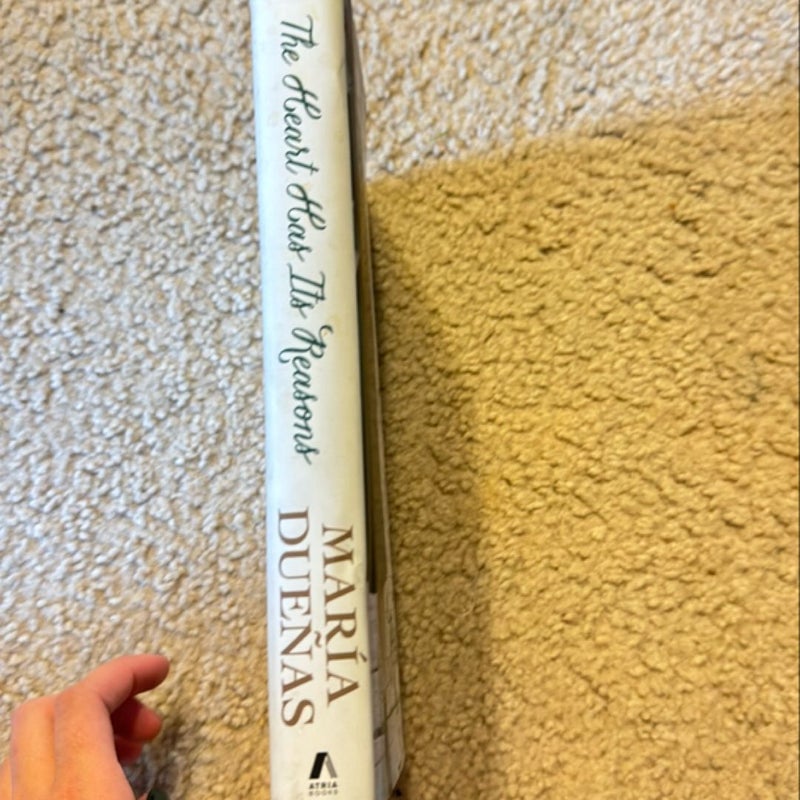 The Heart Has Its Reasons
MARÍA
DUEÑAS
ATRIA
BOOKS